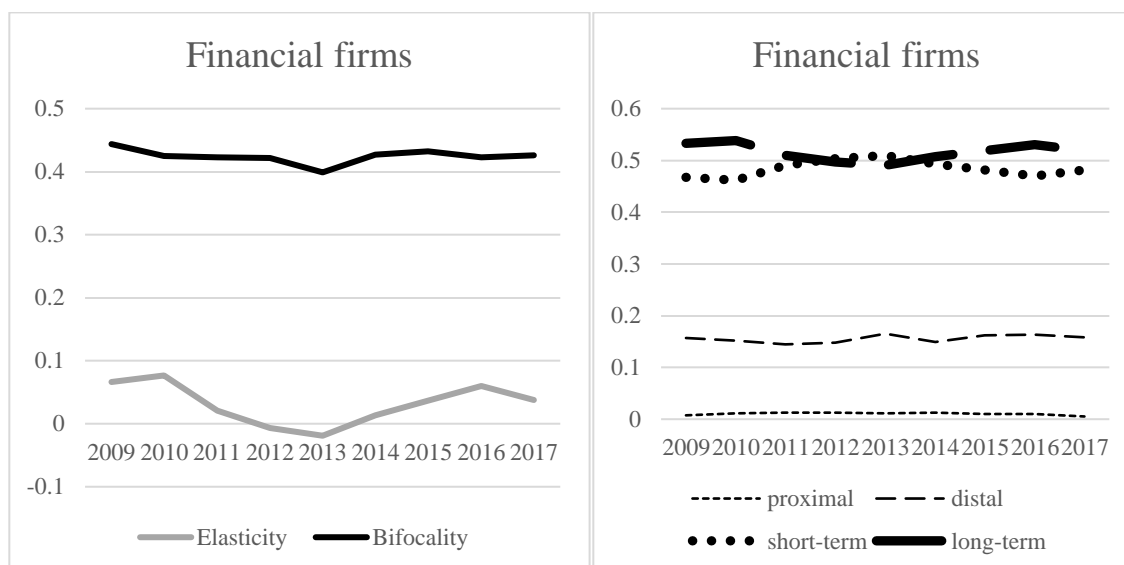 Financial firms
0.5
0.4
0.3
0.2
0.1
0
2009 2010 2011 2012 2013 2014 2015 2016 2017
-0.1
Elasticity Bifocality
Financial firms
0.6
0.5
0.4
0.3
0.2
0.1
0
2009 2010 2011 2012 2013 2014 2015 2016 2017
proximal distal
short-term long-term